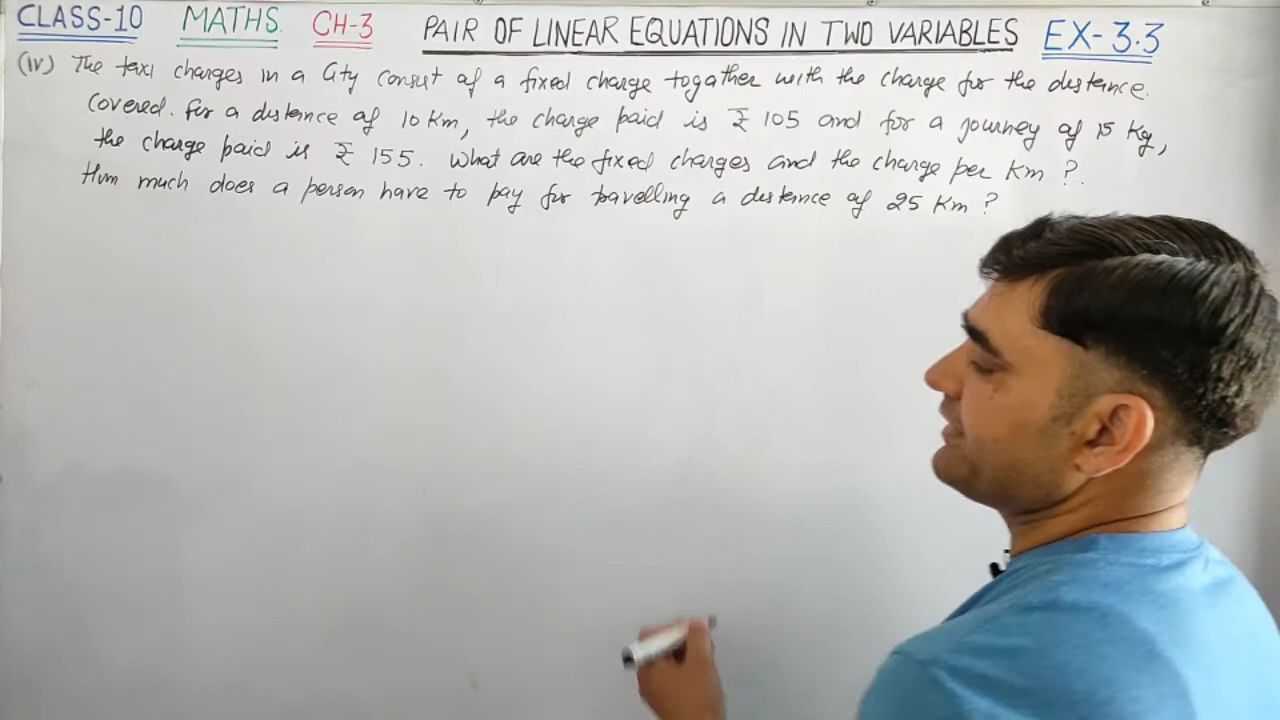 CLASS-10 MATHS CH-3 PAIR OF LINEAR EQUATIONS IN TWO VARIABLES EX-3.3
(iv) The taxi charges in a City consist of a fixed charge togather with the charge for the distance
Covered. For a distance of 10 Km, the charge paid is ₹ 105 and for a journey of 15 Kg,
the charge paid is ₹ 155. What are the fixed charges and the charge per Km ?
How much does a person have to pay for travelling a distance of 25 Km ?